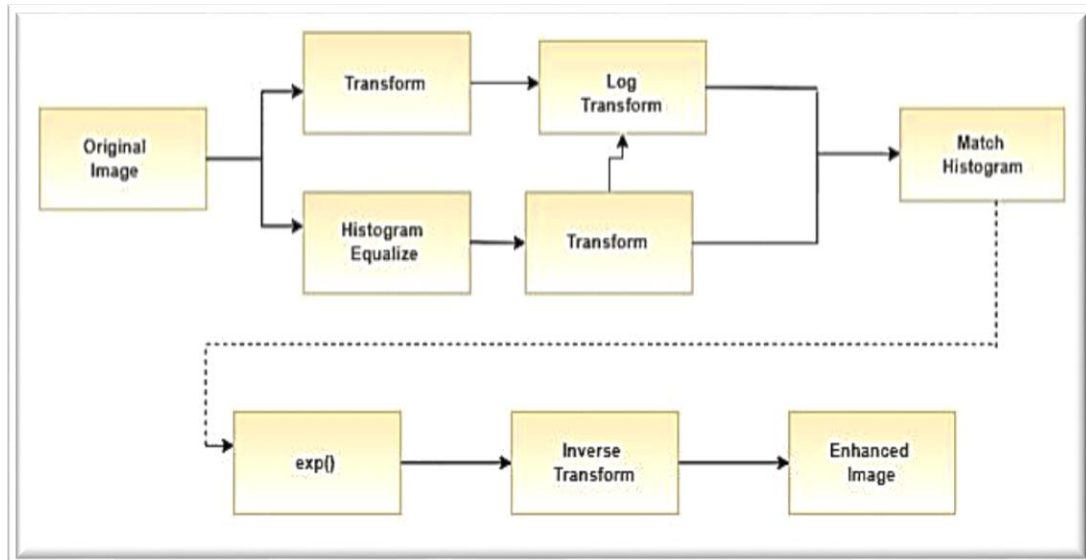 Original
Image
Transform
Log
Transform
Histogram
Equalize
Transform
Match
Histogram
exp()
Inverse
Transform
Enhanced
Image